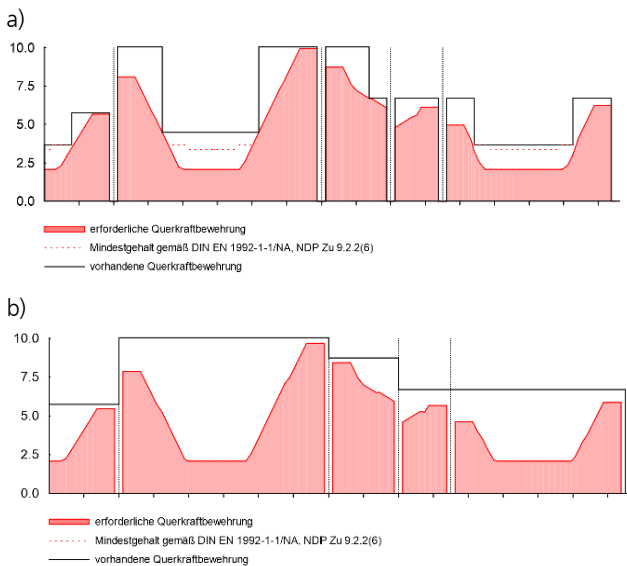 a)
10.0
7.5
5.0
2.5
0.0
erforderliche Querkraftbewehrung
Mindestgehalt gemäß DIN EN 1992-1-1/NA, NDP Zu 9.2.2(6)
vorhandene Querkraftbewehrung
b)
10.0
7.5
5.0
2.5
0.0
erforderliche Querkraftbewehrung
Mindestgehalt gemäß DIN EN 1992-1-1/NA, NDP Zu 9.2.2(6)
vorhandene Querkraftbewehrung